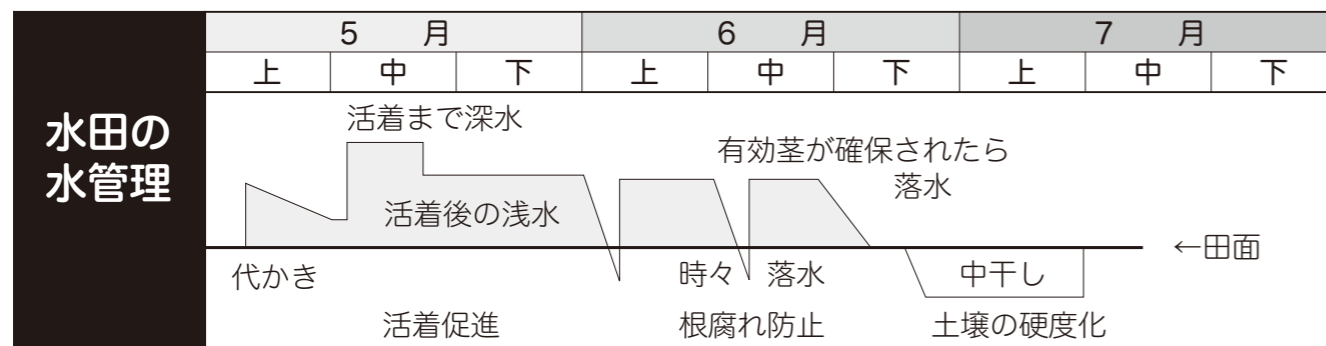 水田の
水管理
5 月 6 月 7 月
上 中 下 上 中 下 上 中 下
活着まで深水
有効茎が確保されたら
落水
活着後の浅水
←田面
代かき 時々 落水 中干し
活着促進 根腐れ防止 土壌の硬度化